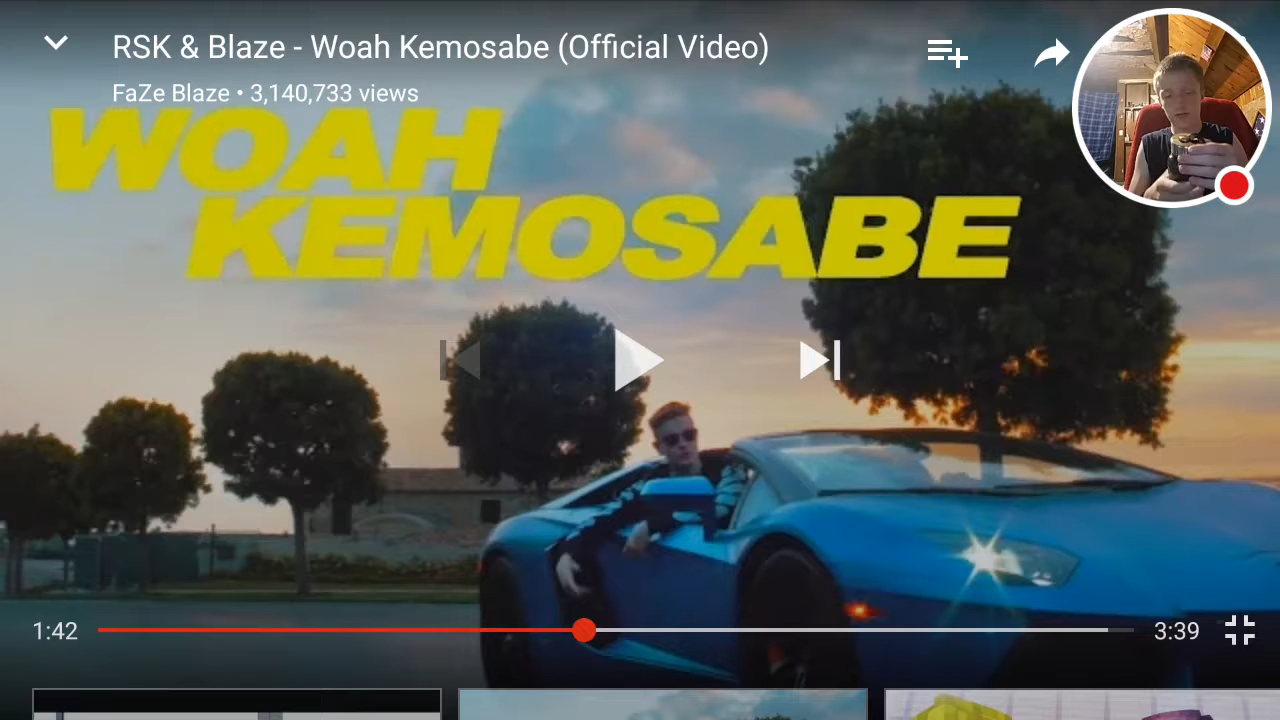 RSK & Blaze - Woah Kemosabe (Official Video)
FaZe Blaze • 3,140,733 views
WOAH
KEMOSABE
1:42
3:39